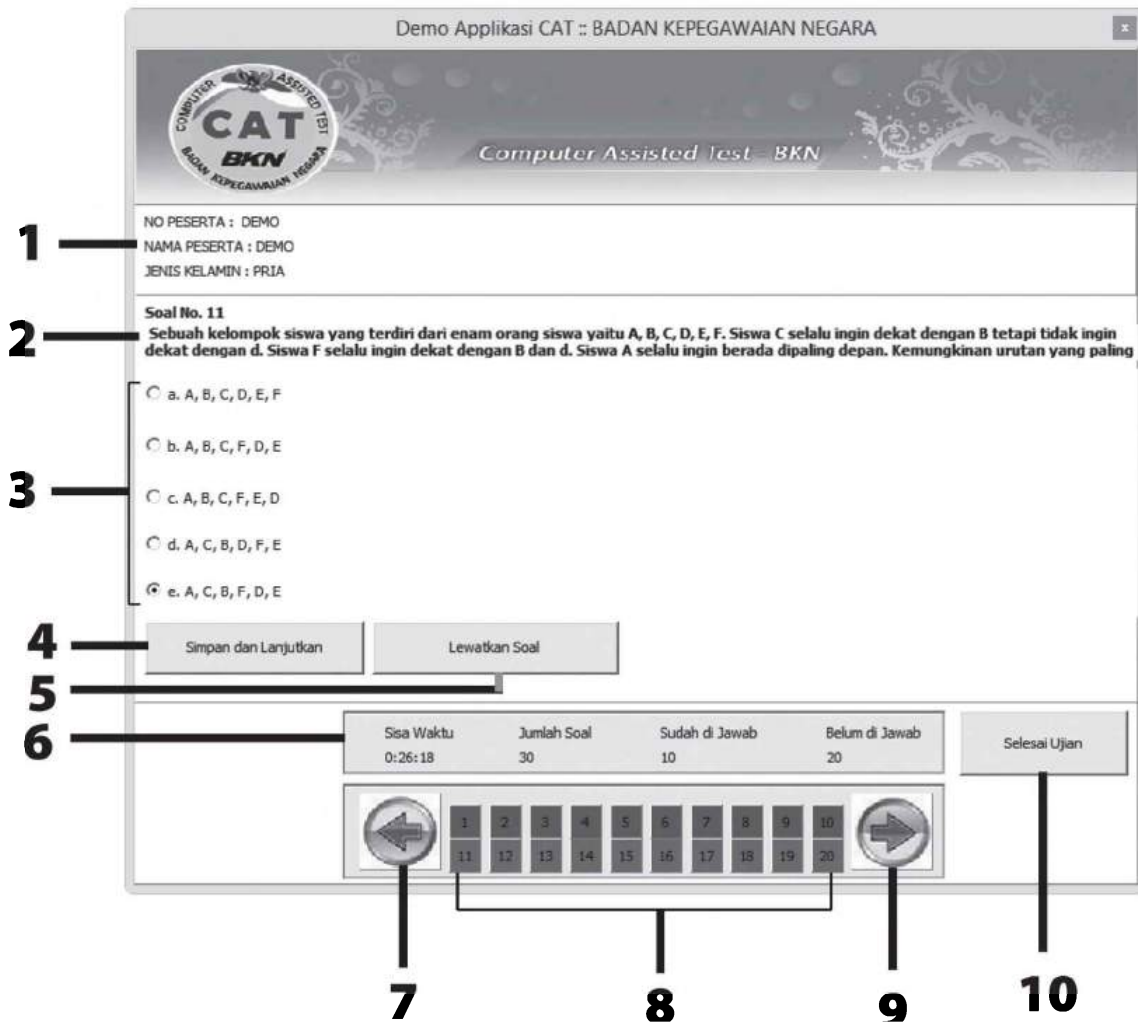 Demo Applikasi CAT :: BADAN KEPEGAWAIAN NEGARA
x
COMPUTER ASSISTED TEST
CAT
BKN
BADAN KEPEGAWAIAN NEGARA
Computer Assisted Test - BKN
1
NO PESERTA : DEMO
NAMA PESERTA : DEMO
JENIS KELAMIN : PRIA
2
Soal No. 11
Sebuah kelompok siswa yang terdiri dari enam orang siswa yaitu A, B, C, D, E, F. Siswa C selalu ingin dekat dengan B tetapi tidak ingin
dekat dengan d. Siswa F selalu ingin dekat dengan B dan d. Siswa A selalu ingin berada dipaling depan. Kemungkinan urutan yang paling
3
a. A, B, C, D, E, F
b. A, B, C, F, D, E
c. A, B, C, F, E, D
d. A, C, B, D, F, E
e. A, C, B, F, D, E
4
Simpan dan Lanjutkan
Lewatkan Soal
5
6
Sisa Waktu Jumlah Soal Sudah di Jawab Belum di Jawab
0:26:18 30 10 20
Selesai Ujian
1 2 3 4 5 6 7 8 9 10
11 12 13 14 15 16 17 18 19 20
7 8 9 10